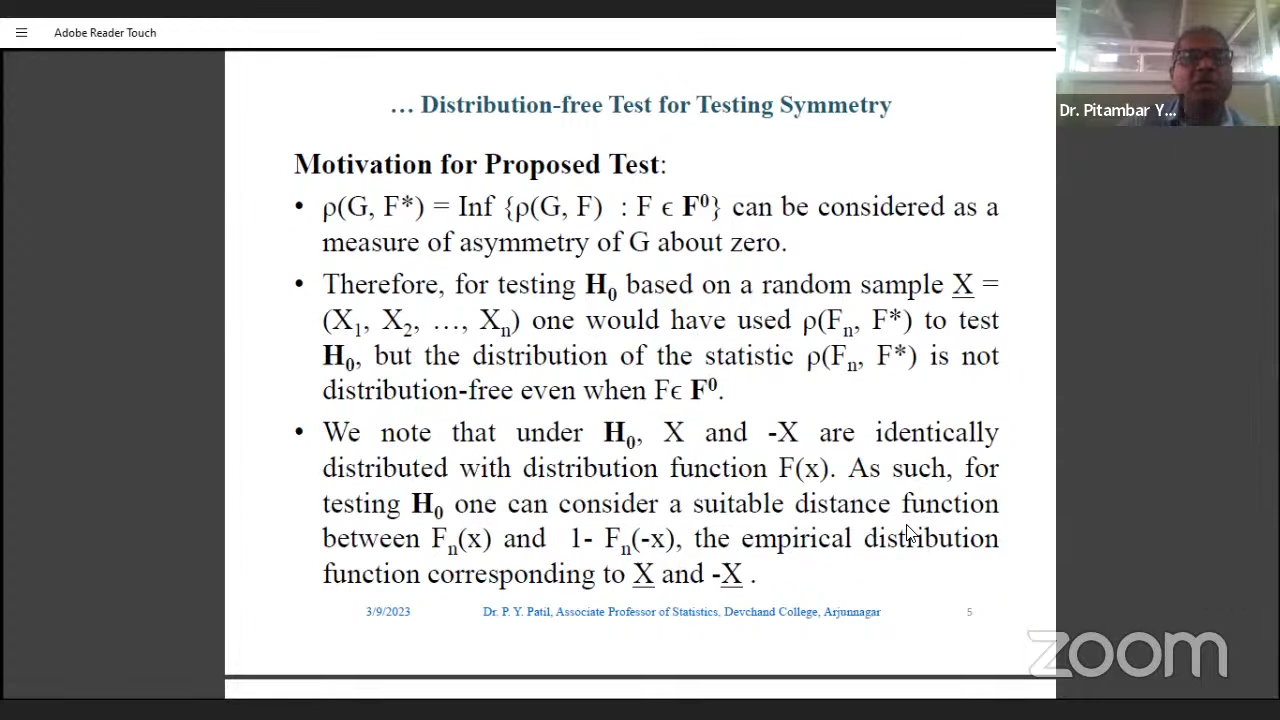 Adobe Reader Touch
Dr. Pitambar Y...
… Distribution-free Test for Testing Symmetry
Motivation for Proposed Test:
• ρ(G, F*) = Inf {ρ(G, F) : F ϵ F⁰} can be considered as a
measure of asymmetry of G about zero.
• Therefore, for testing H₀ based on a random sample X =
(X₁, X₂, …, Xₙ) one would have used ρ(Fₙ, F*) to test
H₀, but the distribution of the statistic ρ(Fₙ, F*) is not
distribution-free even when Fϵ F⁰.
• We note that under H₀, X and -X are identically
distributed with distribution function F(x). As such, for
testing H₀ one can consider a suitable distance function
between Fₙ(x) and 1- Fₙ(-x), the empirical distribution
function corresponding to X and -X .
3/9/2023 Dr. P. Y. Patil, Associate Professor of Statistics, Devchand College, Arjunnagar 5
zoom